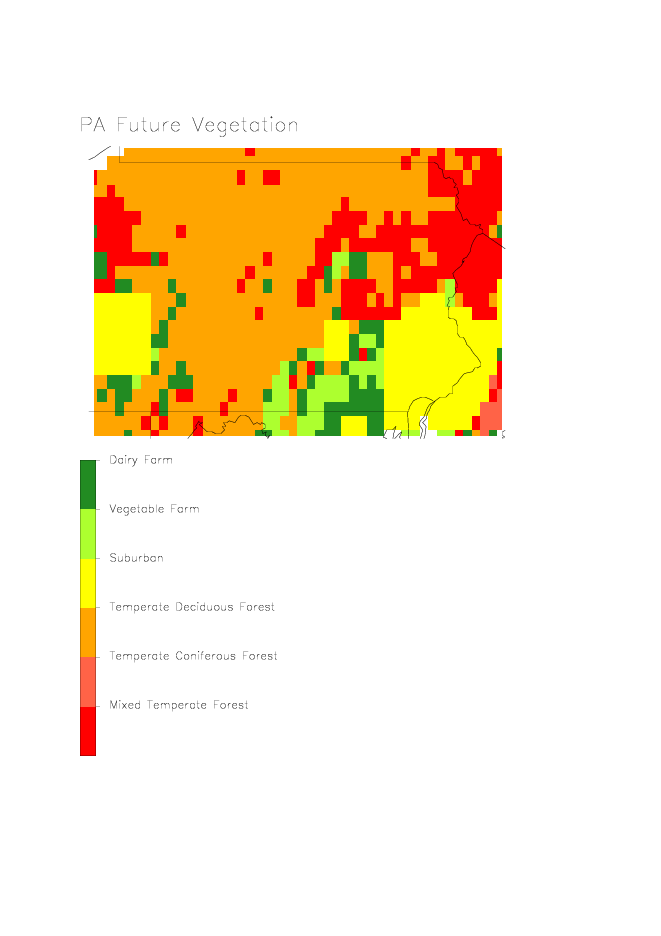 PA Future Vegetation
Dairy Farm
Vegetable Farm
Suburban
Temperate Deciduous Forest
Temperate Coniferous Forest
Mixed Temperate Forest